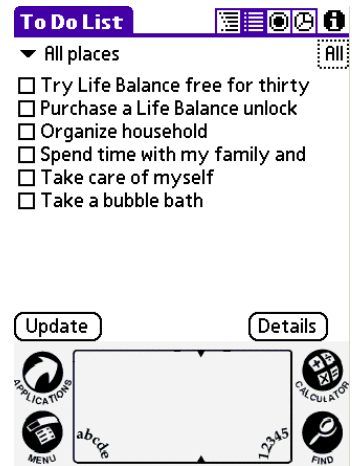 To Do List
All places
All
Try Life Balance free for thirty
Purchase a Life Balance unlock
Organize household
Spend time with my family and
Take care of myself
Take a bubble bath
Update
Details
APPLICATIONS
CALCULATOR
abcde
12345
MENU
FIND